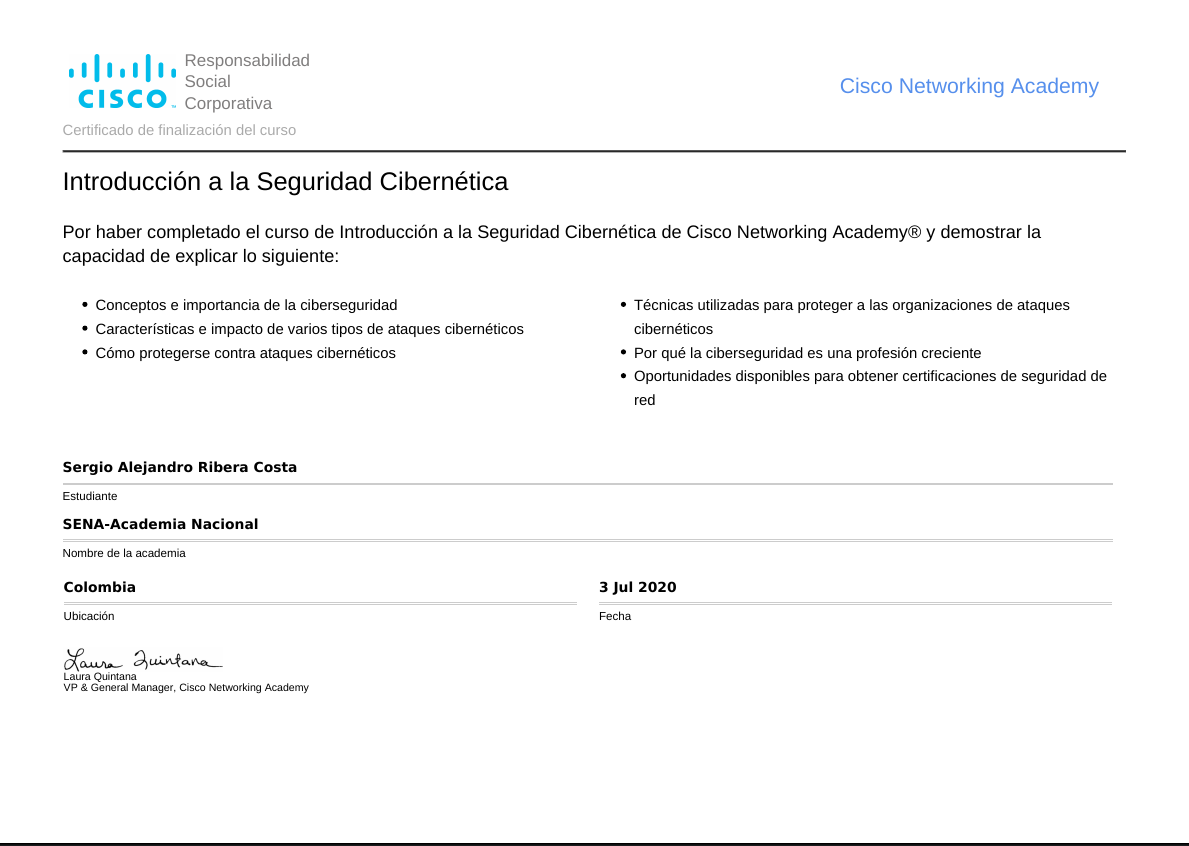 CISCO™
Responsabilidad
Social
Corporativa
Cisco Networking Academy
Certificado de finalización del curso
Introducción a la Seguridad Cibernética
Por haber completado el curso de Introducción a la Seguridad Cibernética de Cisco Networking Academy® y demostrar la
capacidad de explicar lo siguiente:
• Conceptos e importancia de la ciberseguridad
• Características e impacto de varios tipos de ataques cibernéticos
• Cómo protegerse contra ataques cibernéticos
• Técnicas utilizadas para proteger a las organizaciones de ataques
cibernéticos
• Por qué la ciberseguridad es una profesión creciente
• Oportunidades disponibles para obtener certificaciones de seguridad de
red
Sergio Alejandro Ribera Costa
Estudiante
SENA-Academia Nacional
Nombre de la academia
Colombia
Ubicación
3 Jul 2020
Fecha
Laura Quintana
Laura Quintana
VP & General Manager, Cisco Networking Academy